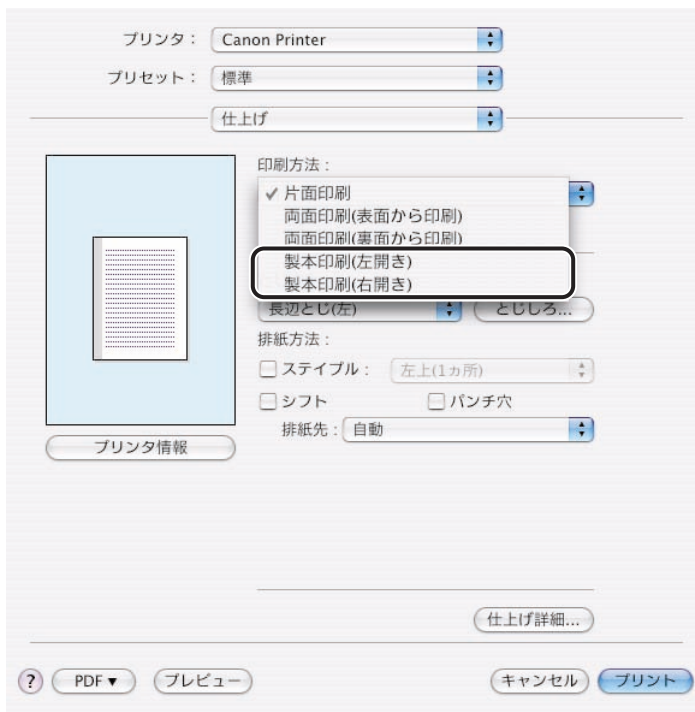 プリンタ： Canon Printer
プリセット： 標準
仕上げ
印刷方法：
✓ 片面印刷
両面印刷(表面から印刷)
両面印刷(裏面から印刷)
製本印刷(左開き)
製本印刷(右開き)
長辺とじ(左) とじしろ...
排紙方法：
ステイプル： 左上(1ヵ所)
シフト パンチ穴
排紙先： 自動
プリンタ情報
仕上げ詳細...
? PDF ▼ プレビュー キャンセル プリント